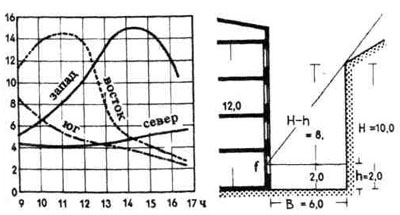 16
14
12
10
8
6
4
2
0
запад
восток
юг
север
9 10 11 12 13 14 15 16 17 ч
12,0
H-h
= 8,
H=10,0
f
2,0
h=2,0
B = 6,0